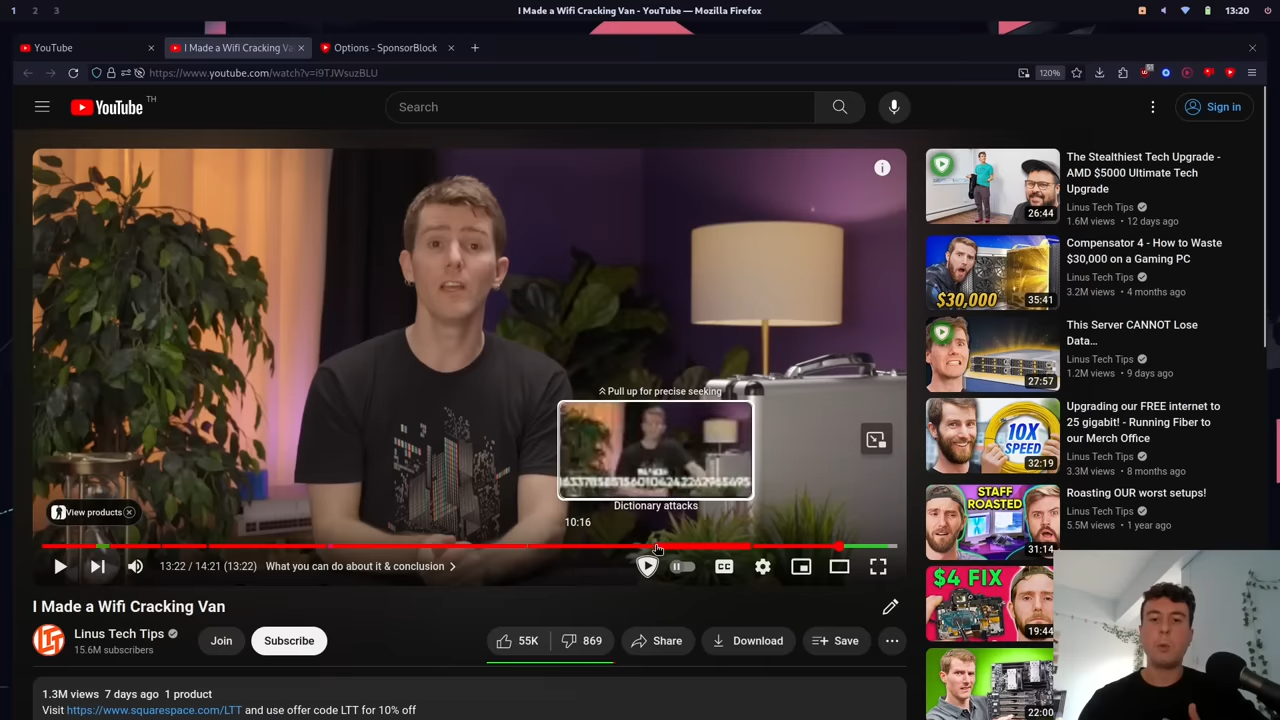 1
2
3
I Made a Wifi Cracking Van - YouTube — Mozilla Firefox
13:20
YouTube
I Made a Wifi Cracking Va
Options - SponsorBlock
https://www.youtube.com/watch?v=i9TJWsuzBLU
51
120%
YouTube
TH
Search
Sign in
Pull up for precise seeking
Dictionary attacks
10:16
View products
13:22 / 14:21 (13:22)
What you can do about it & conclusion
CC
I Made a Wifi Cracking Van
Linus Tech Tips
15.6M subscribers
Join
Subscribe
55K
869
Share
Download
Save
1.3M views 7 days ago 1 product
Visit https://www.squarespace.com/LTT and use offer code LTT for 10% off
26:44
The Stealthiest Tech Upgrade -
AMD $5000 Ultimate Tech
Upgrade
Linus Tech Tips
1.6M views • 12 days ago
$30,000
35:41
Compensator 4 - How to Waste
$30,000 on a Gaming PC
Linus Tech Tips
3.2M views • 4 months ago
27:57
This Server CANNOT Lose
Data…
Linus Tech Tips
1.2M views • 9 days ago
10X
SPEED
32:19
Upgrading our FREE internet to
25 gigabit! - Running Fiber to
our Merch Office
Linus Tech Tips
3.3M views • 8 months ago
STAFF
ROASTED
31:14
Roasting OUR worst setups!
Linus Tech Tips
5.5M views • 1 year ago
$4 FIX
19:44
22:00